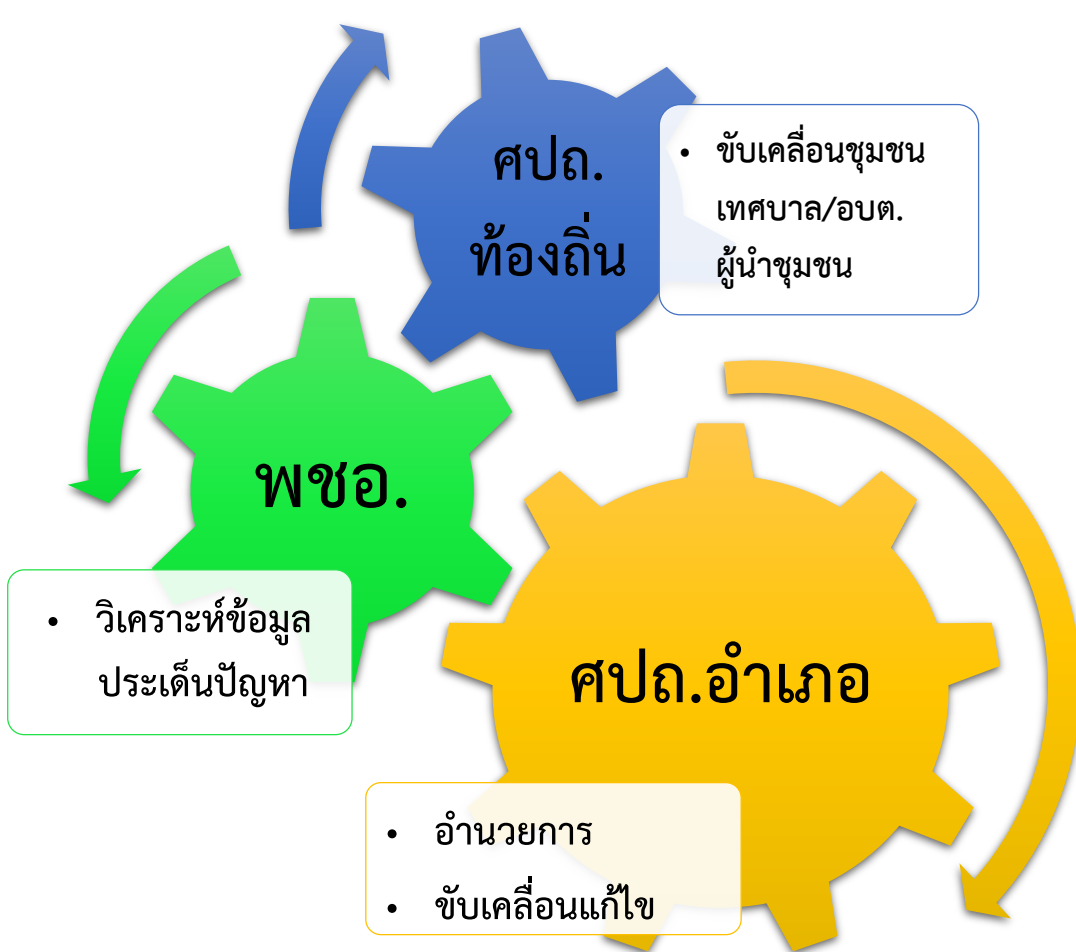 ศปถ.
ท้องถิ่น
• ขับเคลื่อนชุมชน
เทศบาล/อบต.
ผู้นำชุมชน
พชอ.
• วิเคราะห์ข้อมูล
ประเด็นปัญหา
ศปถ.อำเภอ
• อำนวยการ
• ขับเคลื่อนแก้ไข